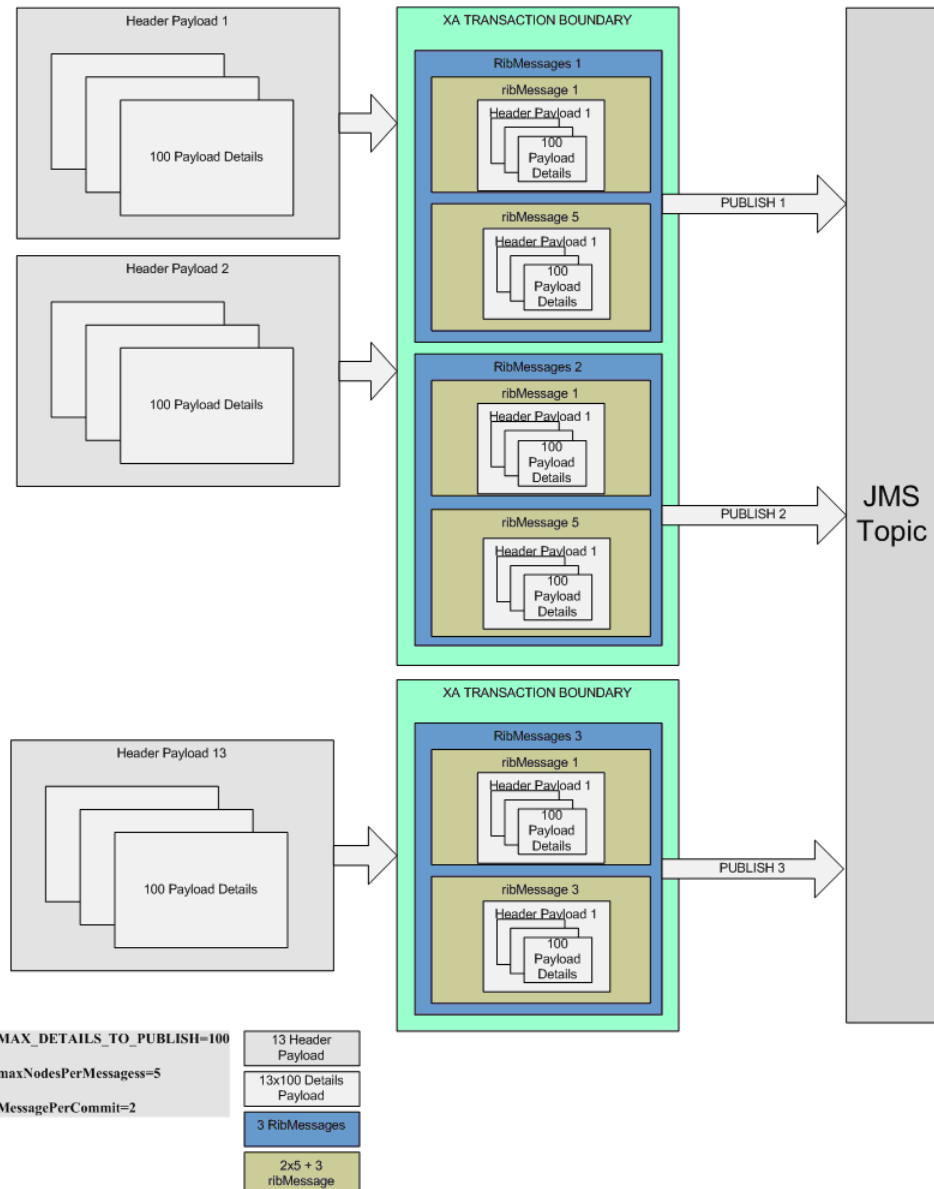 Header Payload 1
100 Payload Details
Header Payload 2
100 Payload Details
Header Payload 13
100 Payload Details
XA TRANSACTION BOUNDARY
RibMessages 1
ribMessage 1
Header Payload 1
100
Payload
Details
ribMessage 5
Header Payload 1
100
Payload
Details
RibMessages 2
ribMessage 1
Header Payload 1
100
Payload
Details
ribMessage 5
Header Payload 1
100
Payload
Details
XA TRANSACTION BOUNDARY
RibMessages 3
ribMessage 1
Header Payload 1
100
Payload
Details
ribMessage 3
Header Payload 1
100
Payload
Details
PUBLISH 1
PUBLISH 2
PUBLISH 3
JMS
Topic
MAX_DETAILS_TO_PUBLISH=100
maxNodesPerMessagess=5
MessagePerCommit=2
13 Header
Payload
13x100 Details
Payload
3 RibMessages
2x5 + 3
ribMessage